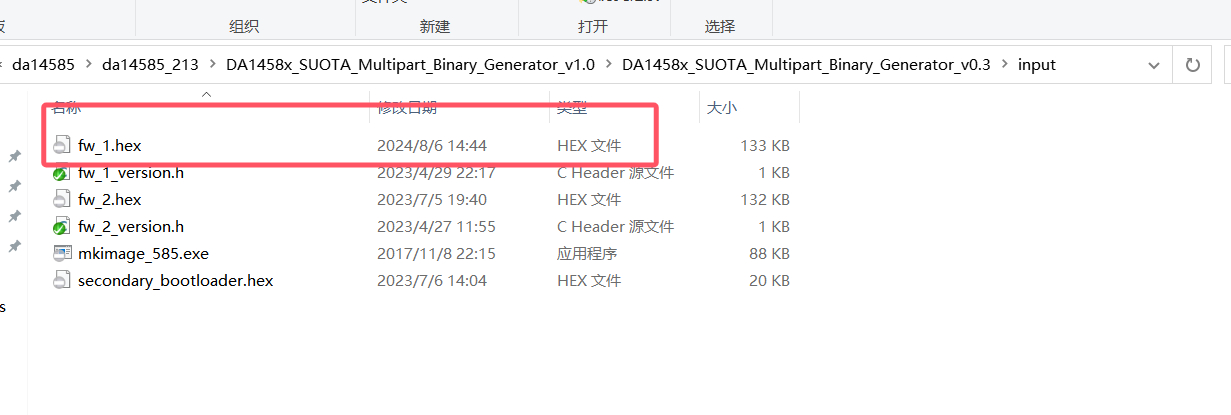 组织 新建 打开 选择
da14585 > da14585_213 > DA1458x_SUOTA_Multipart_Binary_Generator_v1.0 > DA1458x_SUOTA_Multipart_Binary_Generator_v0.3 > input
名称 修改日期 类型 大小
fw_1.hex 2024/8/6 14:44 HEX 文件 133 KB
fw_1_version.h 2023/4/29 22:17 C Header 源文件 1 KB
fw_2.hex 2023/7/5 19:40 HEX 文件 132 KB
fw_2_version.h 2023/4/27 11:55 C Header 源文件 1 KB
mkimage_585.exe 2017/11/8 22:15 应用程序 88 KB
secondary_bootloader.hex 2023/7/6 14:04 HEX 文件 20 KB
s